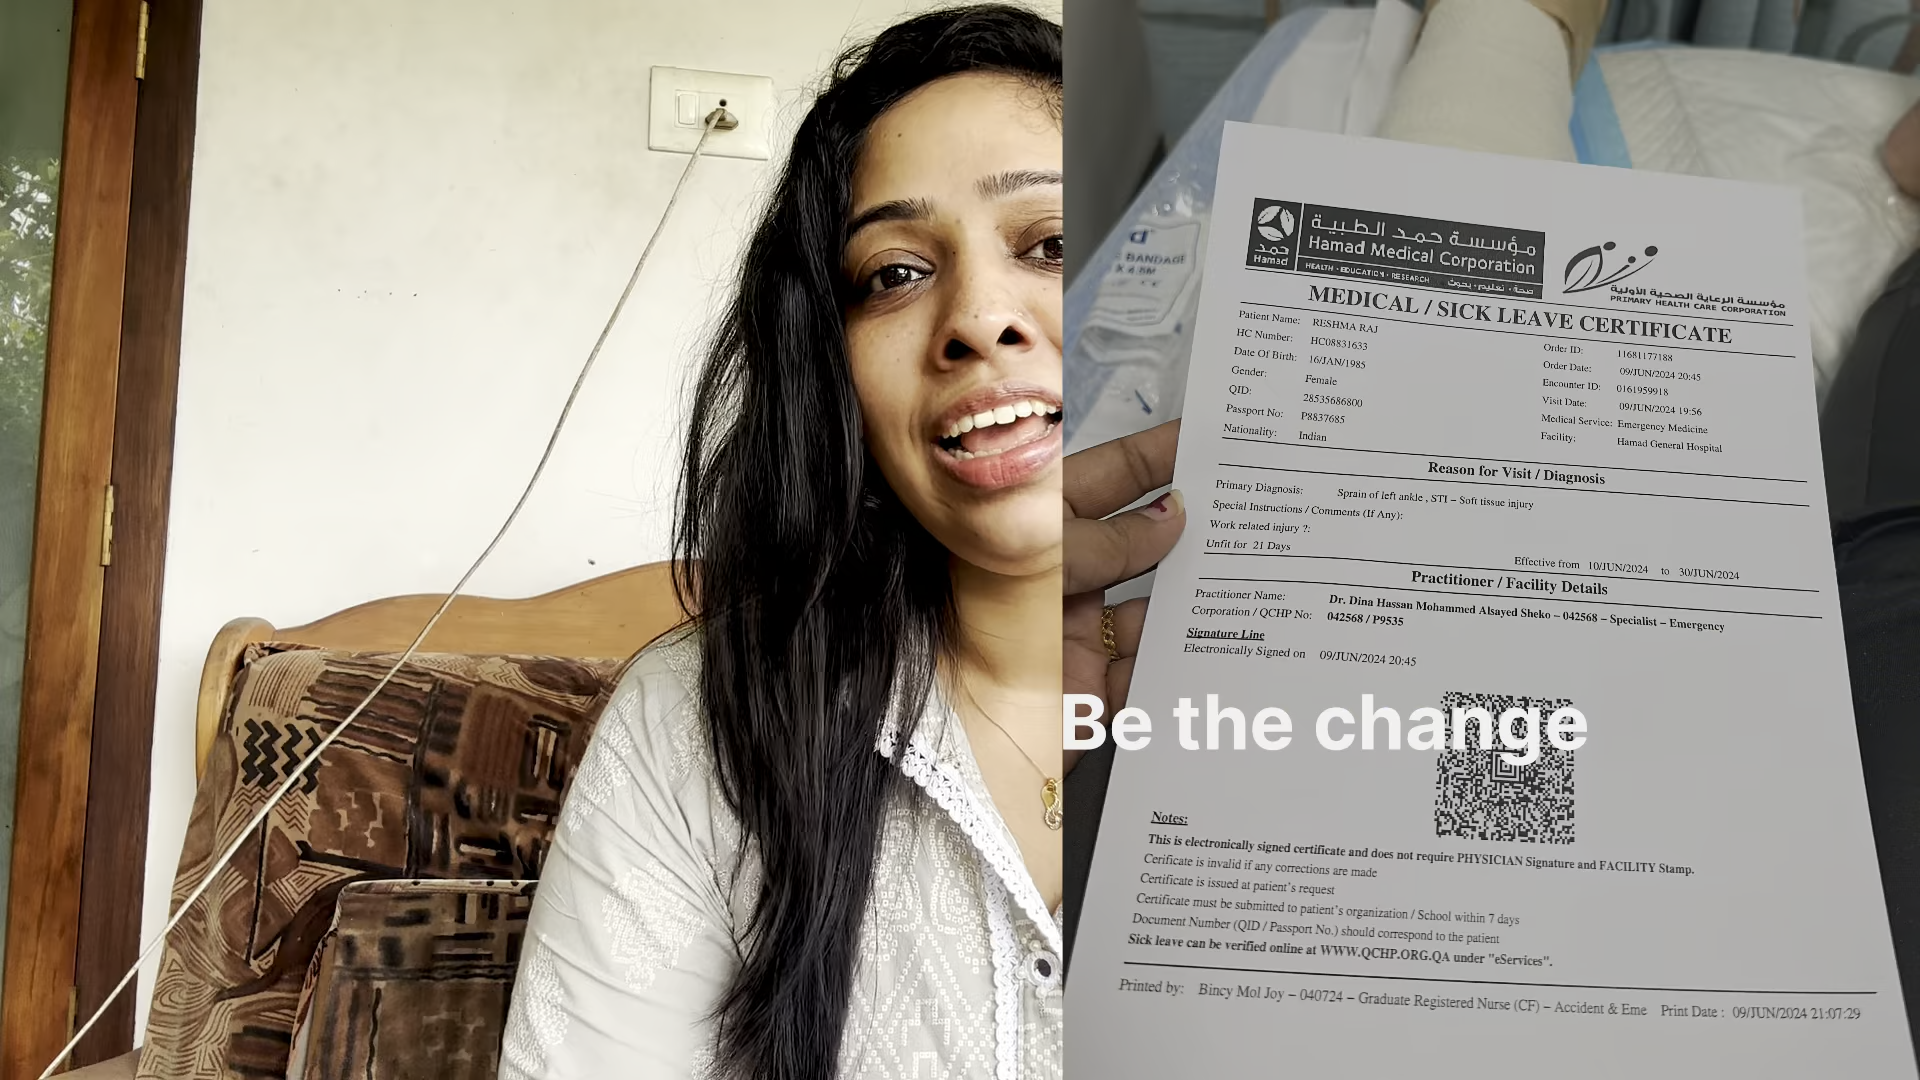 مؤسسة حمد الطبية
Hamad Medical Corporation
HEALTH · EDUCATION · RESEARCH صحة · تعليم · بحوث
حمد
Hamad
مؤسسة الرعاية الصحية الأولية
PRIMARY HEALTH CARE CORPORATION
BANDAGE
X 4.5M
MEDICAL / SICK LEAVE CERTIFICATE
Patient Name: RESHMA RAJ
HC Number: HC08831633
Date Of Birth: 16/JAN/1985
Gender: Female
QID: 28535686800
Passport No: P8837685
Nationality: Indian
Order ID: 11681177188
Order Date: 09/JUN/2024 20:45
Encounter ID: 0161959918
Visit Date: 09/JUN/2024 19:56
Medical Service: Emergency Medicine
Facility: Hamad General Hospital
Reason for Visit / Diagnosis
Primary Diagnosis: Sprain of left ankle , STI – Soft tissue injury
Special Instructions / Comments (If Any):
Work related injury ?:
Unfit for 21 Days
Effective from 10/JUN/2024 to 30/JUN/2024
Practitioner / Facility Details
Practitioner Name: Dr. Dina Hassan Mohammed Alsayed Sheko – 042568 – Specialist – Emergency
Corporation / QCHP No: 042568 / P9535
Signature Line
Electronically Signed on 09/JUN/2024 20:45
Be the change
Notes:
This is electronically signed certificate and does not require PHYSICIAN Signature and FACILITY Stamp.
Cerificate is invalid if any corrections are made
Certificate is issued at patient's request
Certificate must be submitted to patient's organization / School within 7 days
Document Number (QID / Passport No.) should correspond to the patient
Sick leave can be verified online at WWW.QCHP.ORG.QA under "eServices".
Printed by: Bincy Mol Joy – 040724 – Graduate Registered Nurse (CF) – Accident & Eme Print Date : 09/JUN/2024 21:07:29